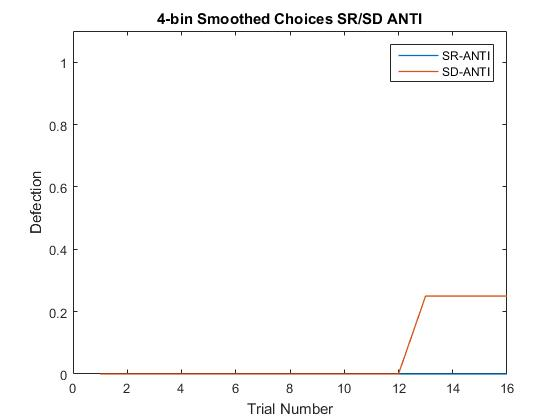 4-bin Smoothed Choices SR/SD ANTI
SR-ANTI
SD-ANTI
1
0.8
0.6
0.4
0.2
0
Defection
0 2 4 6 8 10 12 14 16
Trial Number